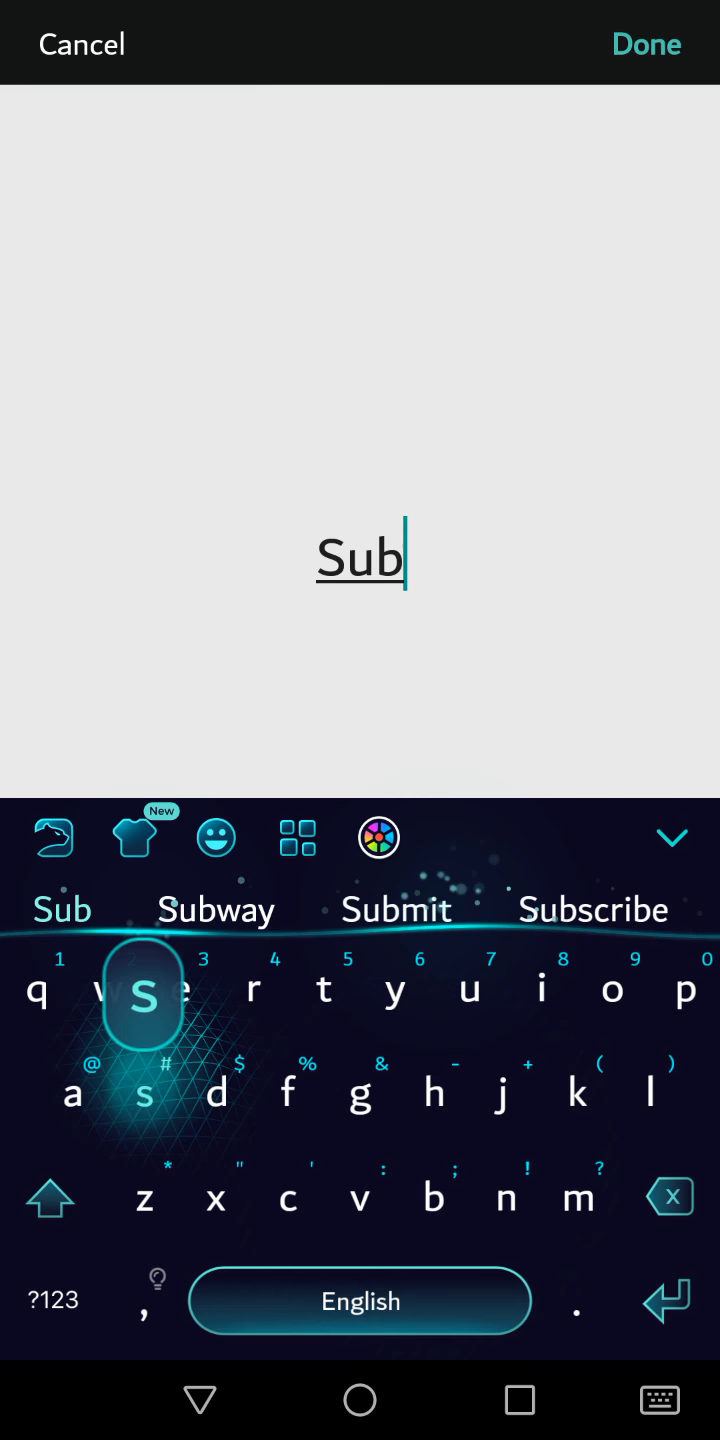 Cancel Done
Sub
New
Sub Subway Submit Subscribe
1 2 3 4 5 6 7 8 9 0
q w S e r t y u i o p
@ # $ % & - + ( )
a s d f g h j k l
* " ' : ; ! ?
z x c v b n m X
?123 , English .